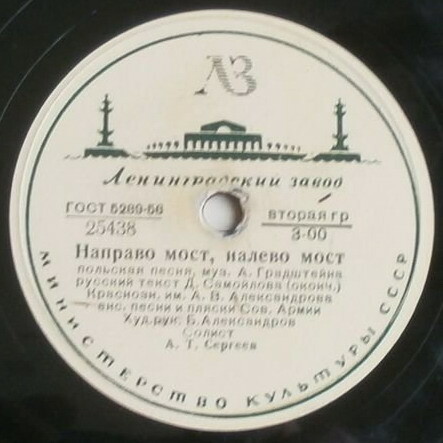 ЛЗ
Ленинградский завод
ГОСТ 5289-56
вторая гр
25438
3-00
Направо мост, налево мост
польская песня, муз. А. Градштейна
русский текст Д. Самойлова (оконч.)
Краснозн. им. А. В. Александрова
анс. песни и пляски Сов. Армии
Худ.рук. Б. Александров
Солист
А. Т. Сергеев
МИНИСТЕРСТВО КУЛЬТУРЫ СССР